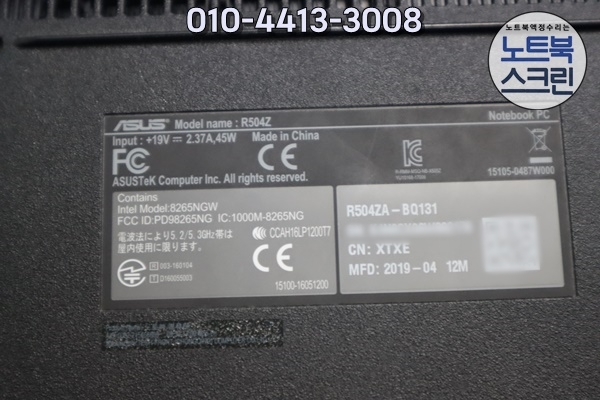 010-4413-3008
노트북액정수리는
노트북
스크린
ASUS Model name : R504Z
Notebook PC
Input : +19V⎓2.37A,45W
Made in China
FC CE
ASUSTeK Computer Inc. All Rights Reserved.
15105-0487W000
Contains
Intel Model:8265NGW
FCC ID:PD98265NG IC:1000M-8265NG
CCAH16LP1200T7
電波法により5.2/5.3GHz帯は
屋内使用に限ります。
CE
R 003-160104
T D160055003
15100-16051200
R504ZA-BQ131
CN: XTXE
MFD: 2019-04 12M